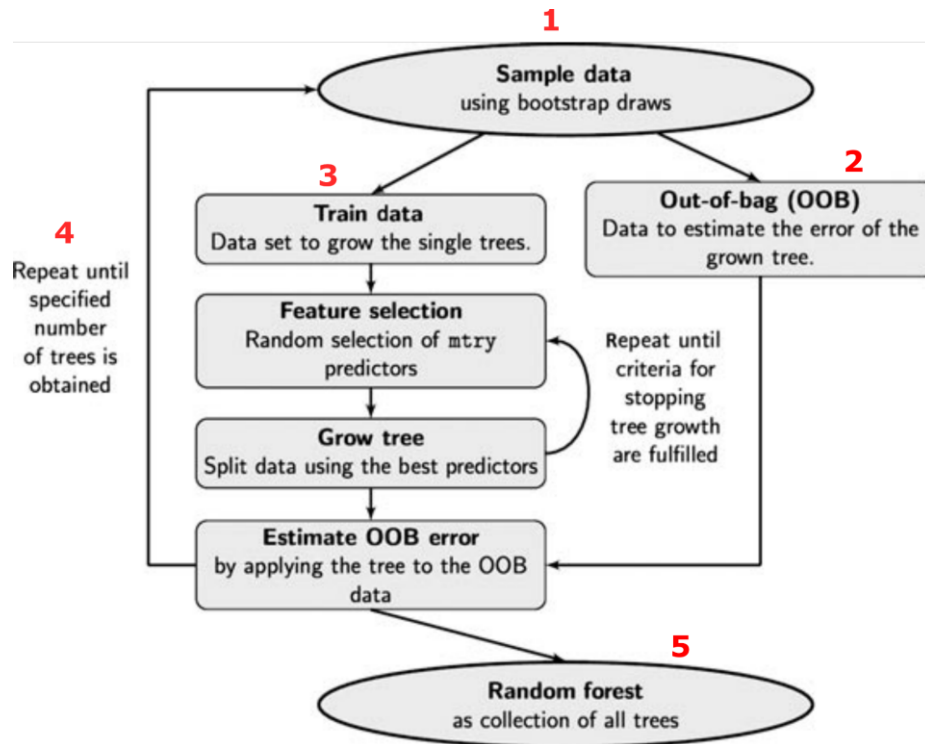 1
Sample data
using bootstrap draws
2
Out-of-bag (OOB)
Data to estimate the error of the
grown tree.
3
Train data
Data set to grow the single trees.
4
Repeat until
specified
number
of trees is
obtained
Feature selection
Random selection of mtry
predictors
Repeat until
criteria for
stopping
tree growth
are fulfilled
Grow tree
Split data using the best predictors
Estimate OOB error
by applying the tree to the OOB
data
5
Random forest
as collection of all trees